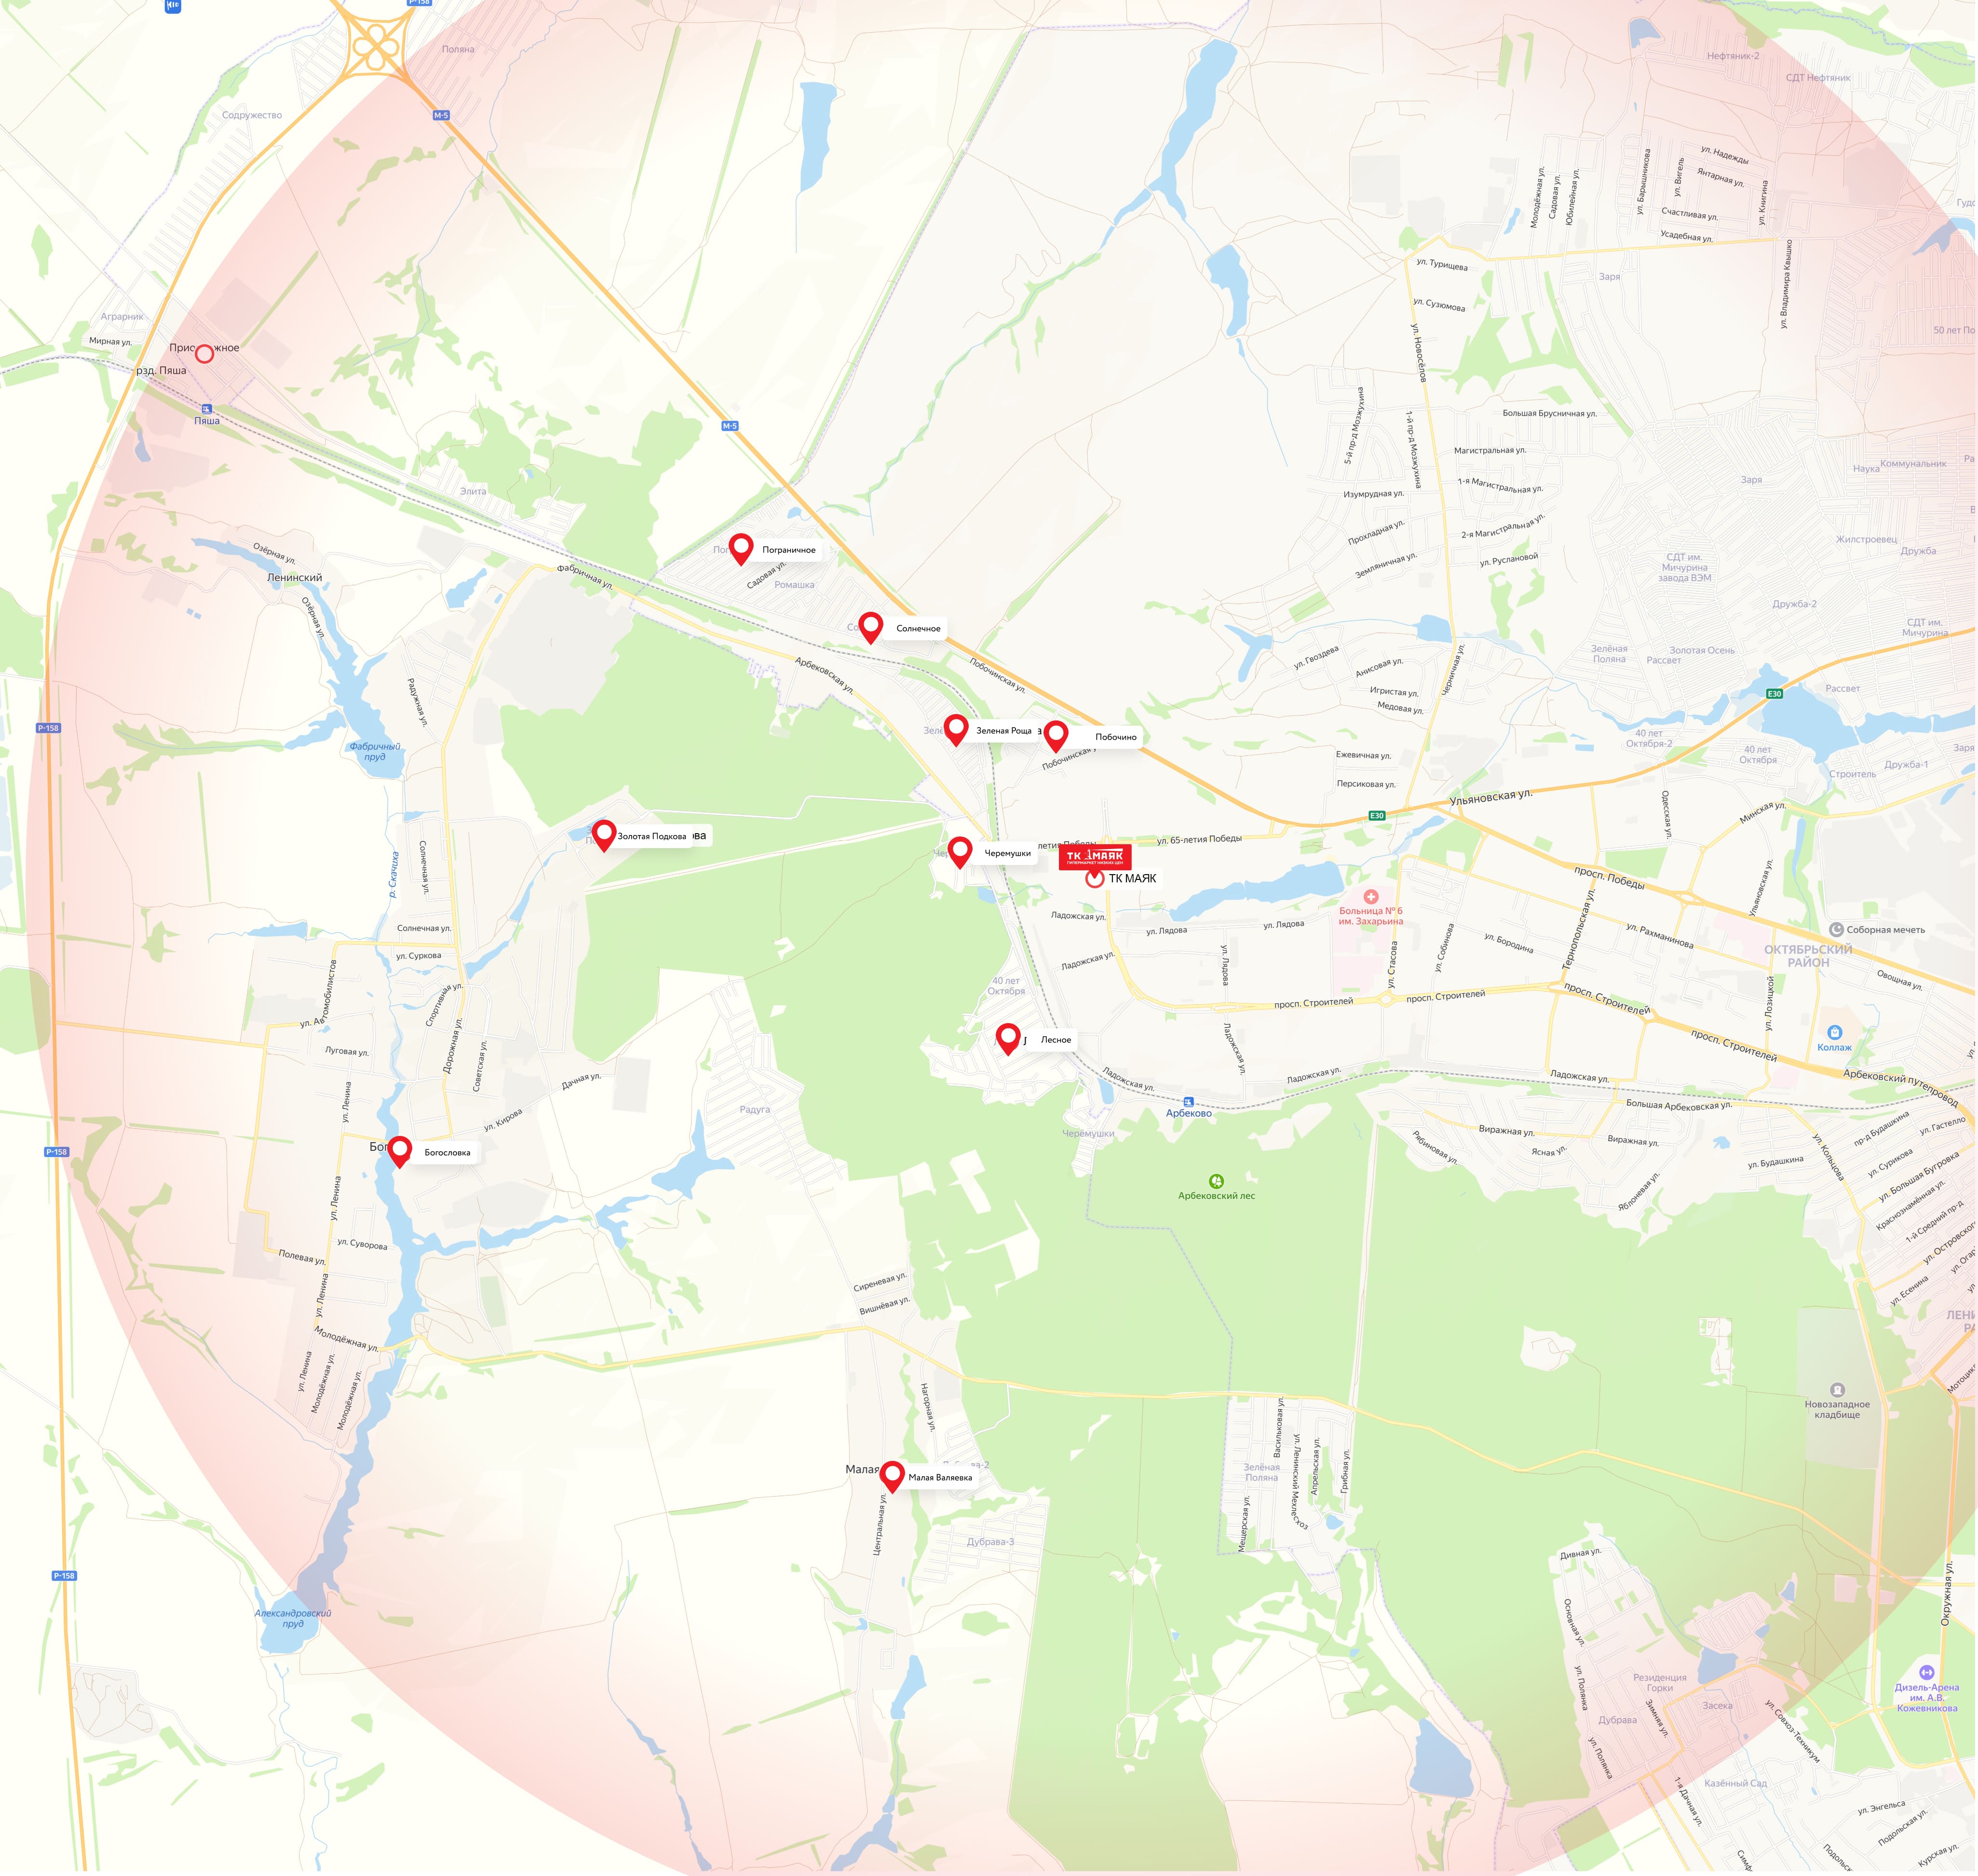 Р-158
Поляна
Нефтяник-2
СДТ Нефтяник
Содружество
М-5
ул. Надежды
Янтарная ул.
ул. Вигель
ул. Барышникова
Молодёжная ул.
Садовая ул.
Юбилейная ул.
ул. Книгина
Счастливая ул.
Усадебная ул.
ул. Турищева
Заря
ул. Владимира Квышко
ул. Сузюмова
Аграрник
Мирная ул.
рзд. Пяша
Пяша
ул. Новосёлов
50 лет По
5-й пр-д Мозжухиной
1-й пр-д Мозжухина
Большая Брусничная ул.
М-5
Магистральная ул.
Наука
Коммунальник
Элита
Изумрудная ул.
1-я Магистральная ул.
Заря
Прохладная ул.
2-я Магистральная ул.
Жилстроевец
Дружба
Озёрная ул.
Ленинский
Пограничное
Садовая ул.
Ромашка
Фабричная ул.
Земляничная ул.
ул. Руслановой
СДТ им.
Мичурина
завода ВЭМ
Дружба-2
Озёрная ул.
Солнечное
СДТ им.
Мичурина
Побочинская ул.
ул. Гвоздева
Анисовая ул.
Черничная ул.
Зелёная
Поляна
Рассвет
Золотая Осень
Арбековская ул.
Радужная ул.
Игристая ул.
Медовая ул.
E30
Рассвет
Р-158
Фабричный
пруд
Зеленая Роща
Побочино
Побочинская у
40 лет
Октября-2
40 лет
Октября
Заря
Ежевичная ул.
Персиковая ул.
Строитель
Дружба-1
Ульяновская ул.
E30
Одесская ул.
Минская ул.
Золотая Подкова
ова
Черемушки
летия Победы
ул. 65-летия Победы
ТК МАЯК
ГИПЕРМАРКЕТ НИЗКИХ ЦЕН
ТК МАЯК
р. Скачиха
Солнечная ул.
просп. Победы
Ульяновская ул.
Больница № 6
им. Захарьина
Ладожская ул.
ул. Лядова
ул. Лядова
Солнечная ул.
ул. Суркова
Тернопольская ул.
ул. Рахманинова
Соборная мечеть
ОКТЯБРЬСКИЙ
РАЙОН
ул. Собинова
ул. Бородина
ул. Стасова
ул. Лядова
Ладожская ул.
Овощная ул.
40 лет
Октября
просп. Строителей
просп. Строителей
просп. Строителей
ул. Лозицкой
ул. Автомобилистов
Спортивная ул.
Дорожная ул.
Советская ул.
Луговая ул.
Лесное
Ладожская ул.
просп. Строителей
Коллаж
Ладожская ул.
Ладожская ул.
Ладожская ул.
Арбековский путепровод
Дачная ул.
ул. Ленина
ул. Кирова
Радуга
Арбеково
Черёмушки
Большая Арбековская ул.
Виражная ул.
Виражная ул.
Рябиновая ул.
Ясная ул.
Яблоневая ул.
ул. Будашкина
ул. Кольцова
пр-д Будашкина
ул. Гастелло
ул. Сурикова
ул. Большая Бугровка
Краснознамённая ул.
1-й Средний пр-д
ул. Островского
ул. Есенина
Р-158
Бог
Богословка
Арбековский лес
ул. Ленина
ул. Суворова
Полевая ул.
ул. Ленина
Сиреневая ул.
Вишнёвая ул.
Молодёжная ул.
ул. Ленина
Молодёжная ул.
Молодёжная ул.
Нагорная ул.
Новозападное
кладбище
Малая
Малая Валяевка
Центральная ул.
Дубрава-3
Васильковая ул.
ул. Ленинский Мехлесхоз
Апрельская ул.
Грибная ул.
Зелёная
Поляна
Мещерская ул.
Р-158
Александровский
пруд
Дивная ул.
Основная ул.
Окружная ул.
ул. Полянка
Резиденция
Горки
Засека
Дубрава
Зимняя ул.
ул. Полянка
ул. Совхоз-Техникум
Дизель-Арена
им. А.В.
Кожевникова
Казённый Сад
1-я Дачная ул.
ул. Энгельса
Подольская ул.
Курская ул.